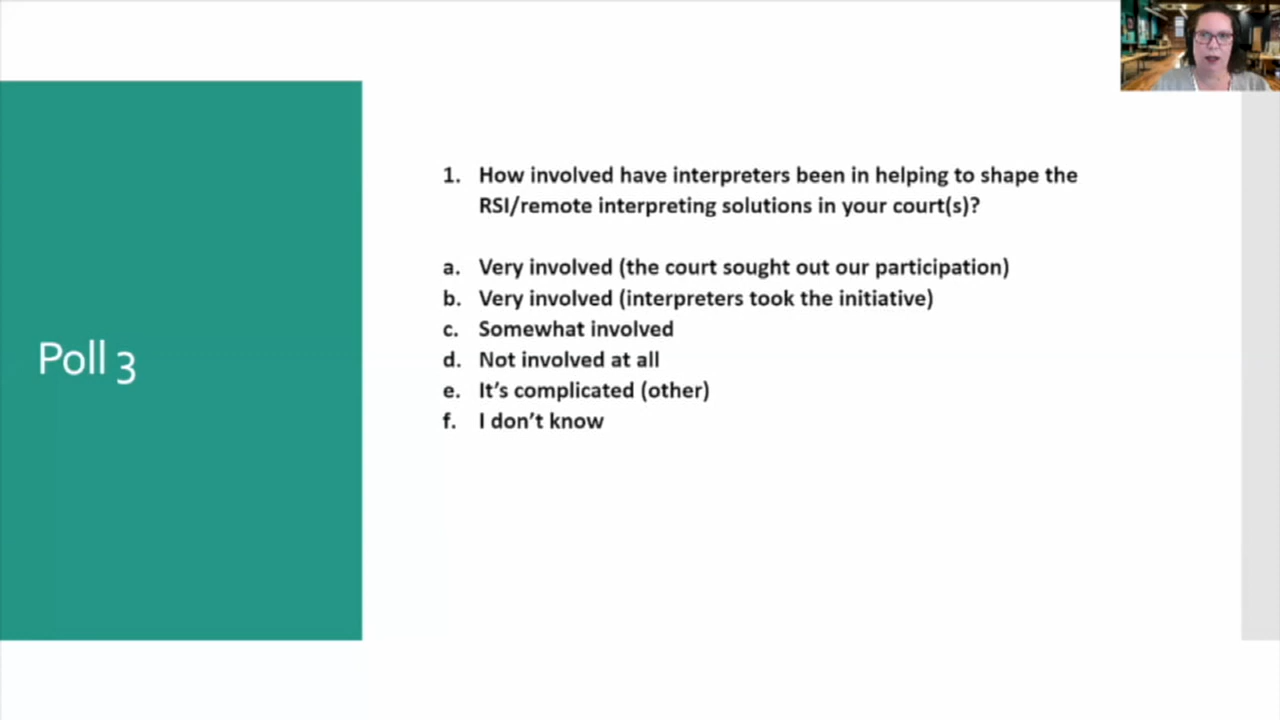 Poll 3
1. How involved have interpreters been in helping to shape the
RSI/remote interpreting solutions in your court(s)?
a. Very involved (the court sought out our participation)
b. Very involved (interpreters took the initiative)
c. Somewhat involved
d. Not involved at all
e. It’s complicated (other)
f. I don’t know